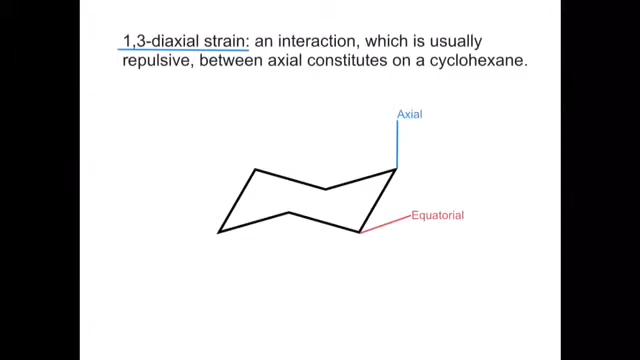 1,3-diaxial strain: an interaction, which is usually
repulsive, between axial constitutes on a cyclohexane.
Axial
Equatorial